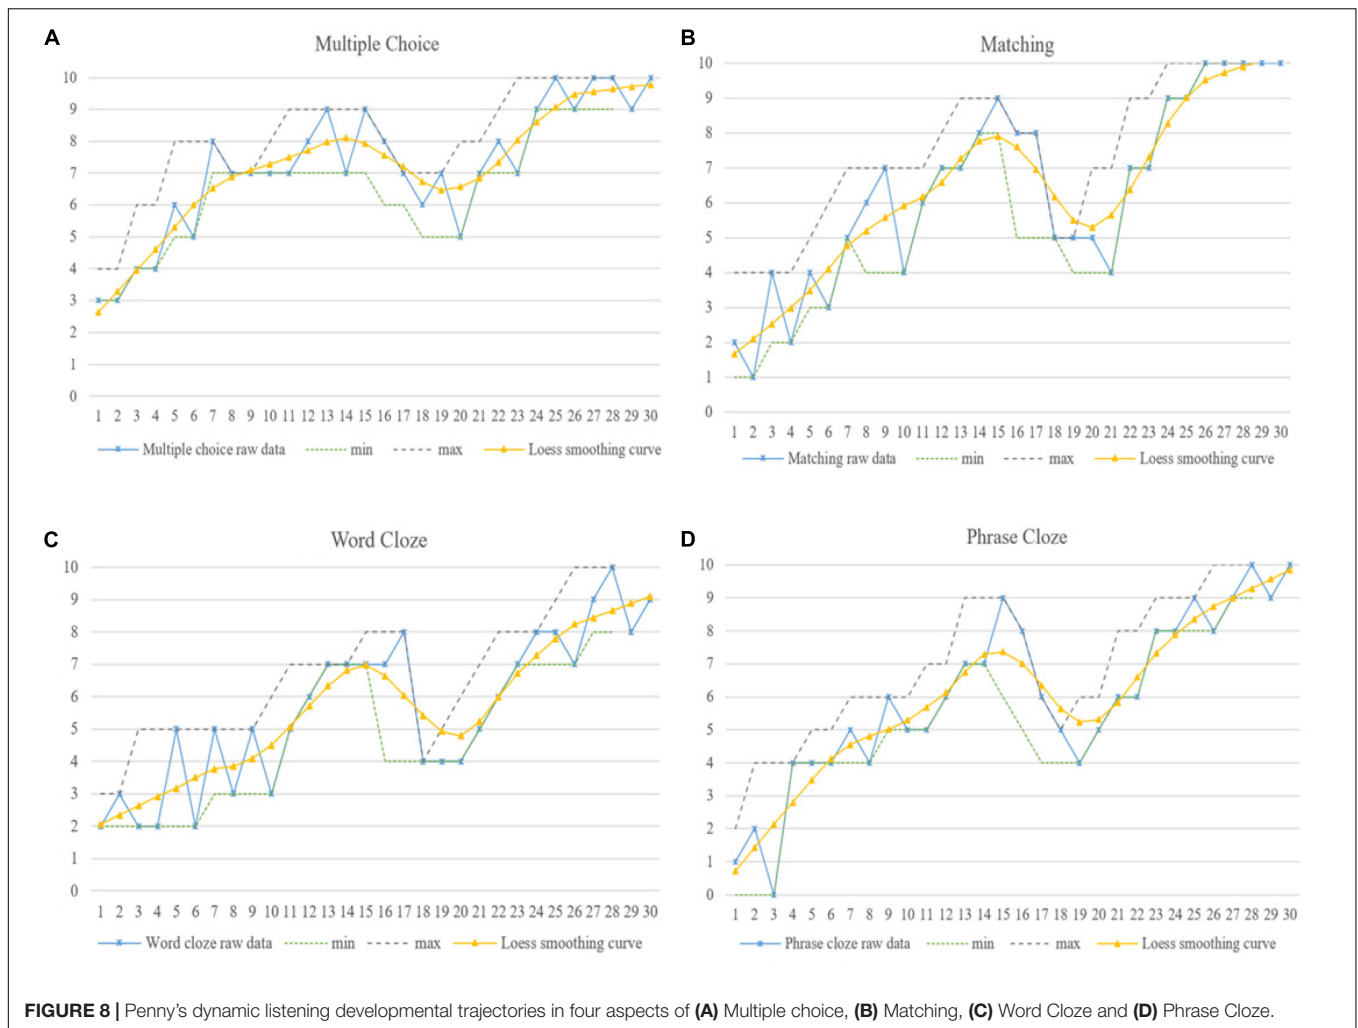 A
Multiple Choice
10
9
8
7
6
5
4
3
2
1
0
1 2 3 4 5 6 7 8 9 10 11 12 13 14 15 16 17 18 19 20 21 22 23 24 25 26 27 28 29 30
Multiple choice raw data min max Loess smoothing curve
B
Matching
10
9
8
7
6
5
4
3
2
1
0
1 2 3 4 5 6 7 8 9 10 11 12 13 14 15 16 17 18 19 20 21 22 23 24 25 26 27 28 29 30
Matching raw data min max Loess smoothing curve
C
Word Cloze
10
9
8
7
6
5
4
3
2
1
0
1 2 3 4 5 6 7 8 9 10 11 12 13 14 15 16 17 18 19 20 21 22 23 24 25 26 27 28 29 30
Word cloze raw data min max Loess smoothing curve
D
Phrase Cloze
10
9
8
7
6
5
4
3
2
1
0
1 2 3 4 5 6 7 8 9 10 11 12 13 14 15 16 17 18 19 20 21 22 23 24 25 26 27 28 29 30
Phrase cloze raw data min max Loess smoothing curve
FIGURE 8 | Penny's dynamic listening developmental trajectories in four aspects of (A) Multiple choice, (B) Matching, (C) Word Cloze and (D) Phrase Cloze.